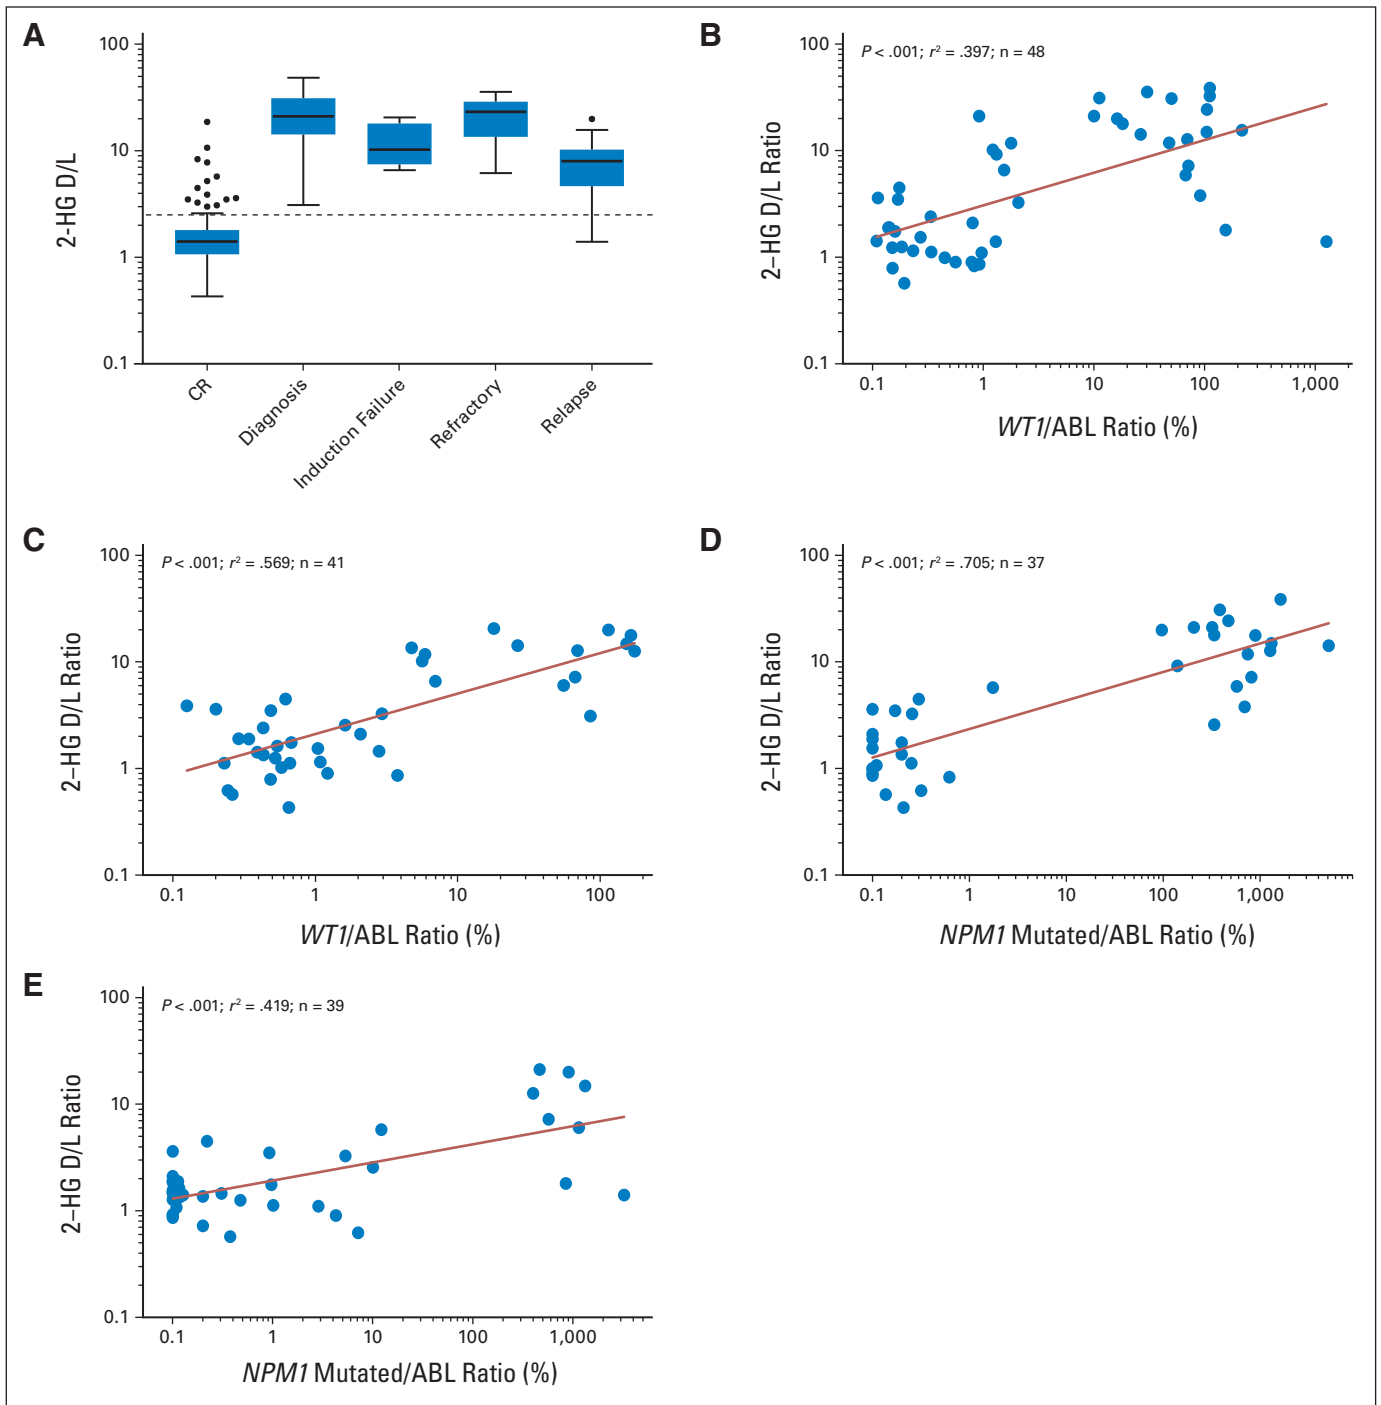 A
100
10
1
0.1
2-HG D/L
CR
Diagnosis
Induction Failure
Refractory
Relapse
B
P < .001; r² = .397; n = 48
100
10
1
0.1
2–HG D/L Ratio
0.1 1 10 100 1,000
WT1/ABL Ratio (%)
C
P < .001; r² = .569; n = 41
100
10
1
0.1
2–HG D/L Ratio
0.1 1 10 100
WT1/ABL Ratio (%)
D
P < .001; r² = .705; n = 37
100
10
1
0.1
2–HG D/L Ratio
0.1 1 10 100 1,000
NPM1 Mutated/ABL Ratio (%)
E
P < .001; r² = .419; n = 39
100
10
1
0.1
2–HG D/L Ratio
0.1 1 10 100 1,000
NPM1 Mutated/ABL Ratio (%)